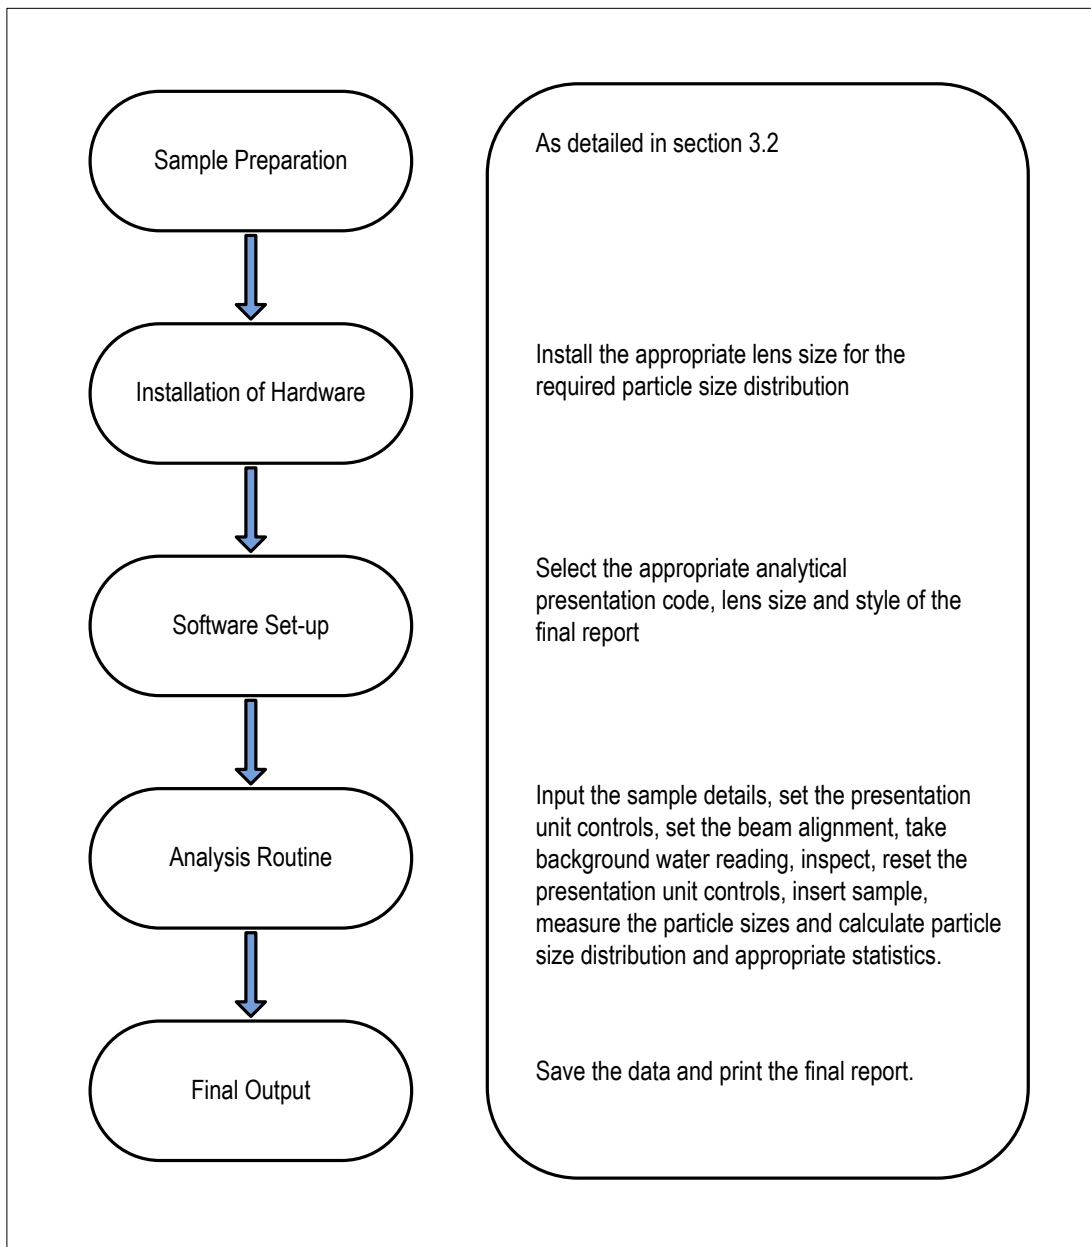 Sample Preparation
As detailed in section 3.2
Installation of Hardware
Install the appropriate lens size for the
required particle size distribution
Software Set-up
Select the appropriate analytical
presentation code, lens size and style of the
final report
Analysis Routine
Input the sample details, set the presentation
unit controls, set the beam alignment, take
background water reading, inspect, reset the
presentation unit controls, insert sample,
measure the particle sizes and calculate particle
size distribution and appropriate statistics.
Final Output
Save the data and print the final report.